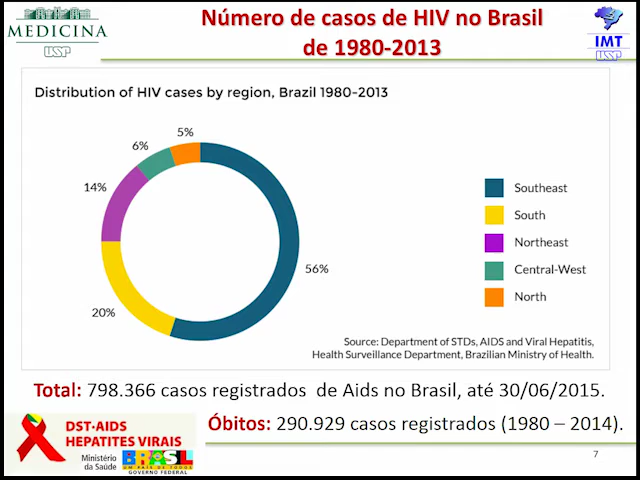 MEDICINA
USP
Número de casos de HIV no Brasil
de 1980-2013
IMT
USP
Distribution of HIV cases by region, Brazil 1980-2013
5%
6%
14%
56%
20%
Southeast
South
Northeast
Central-West
North
Source: Department of STDs, AIDS and Viral Hepatitis,
Health Surveillance Department, Brazilian Ministry of Health.
Total: 798.366 casos registrados de Aids no Brasil, até 30/06/2015.
Óbitos: 290.929 casos registrados (1980 – 2014).
DST·AIDS
HEPATITES VIRAIS
Ministério
da Saúde
BRASIL
UM PAÍS DE TODOS
GOVERNO FEDERAL
7